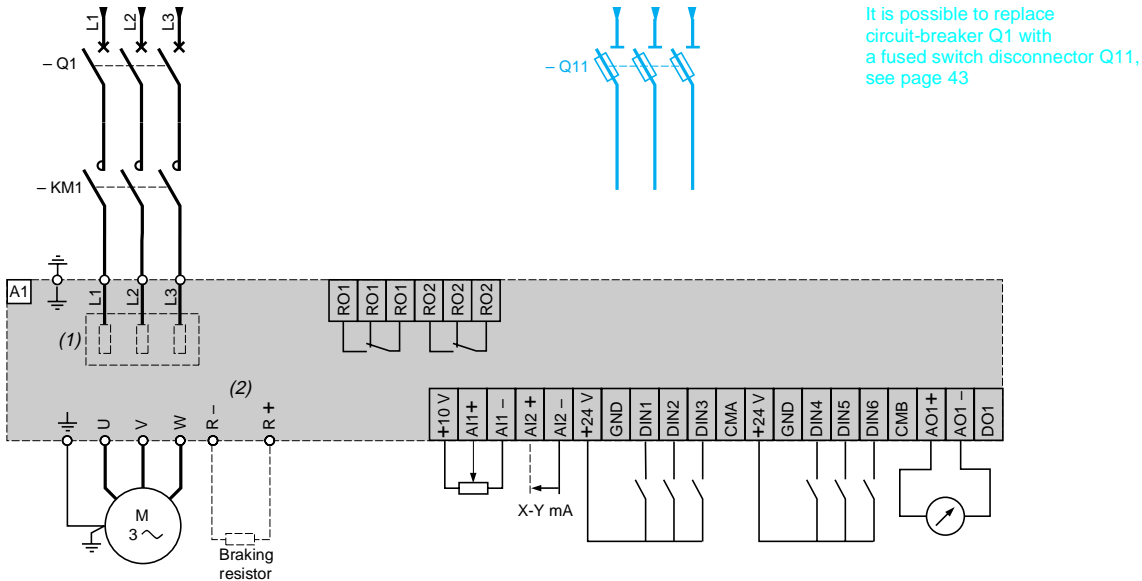 L1 L2 L3
It is possible to replace
circuit-breaker Q1 with
a fused switch disconnector Q11,
see page 43
– Q1
– Q11
– KM1
A1
L1 L2 L3
RO1 RO1 RO1 RO2 RO2 RO2
(1)
(2)
U V W R – R +
+10 V AI1+ AI1 – AI2 + AI2 – +24 V GND DIN1 DIN2 DIN3 CMA +24 V GND DIN4 DIN5 DIN6 CMB AO1+ AO1 – DO1
X-Y mA
M
3 ~
Braking
resistor